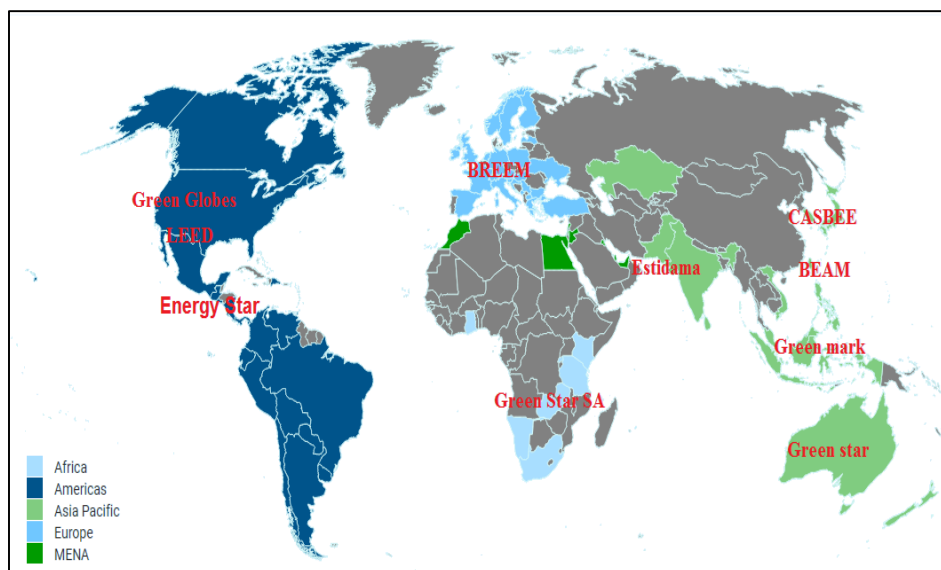 BREEM
Green Globes
CASBEE
LEED
Estidama
BEAM
Energy Star
Green mark
Green Star SA
Green star
Africa
Americas
Asia Pacific
Europe
MENA